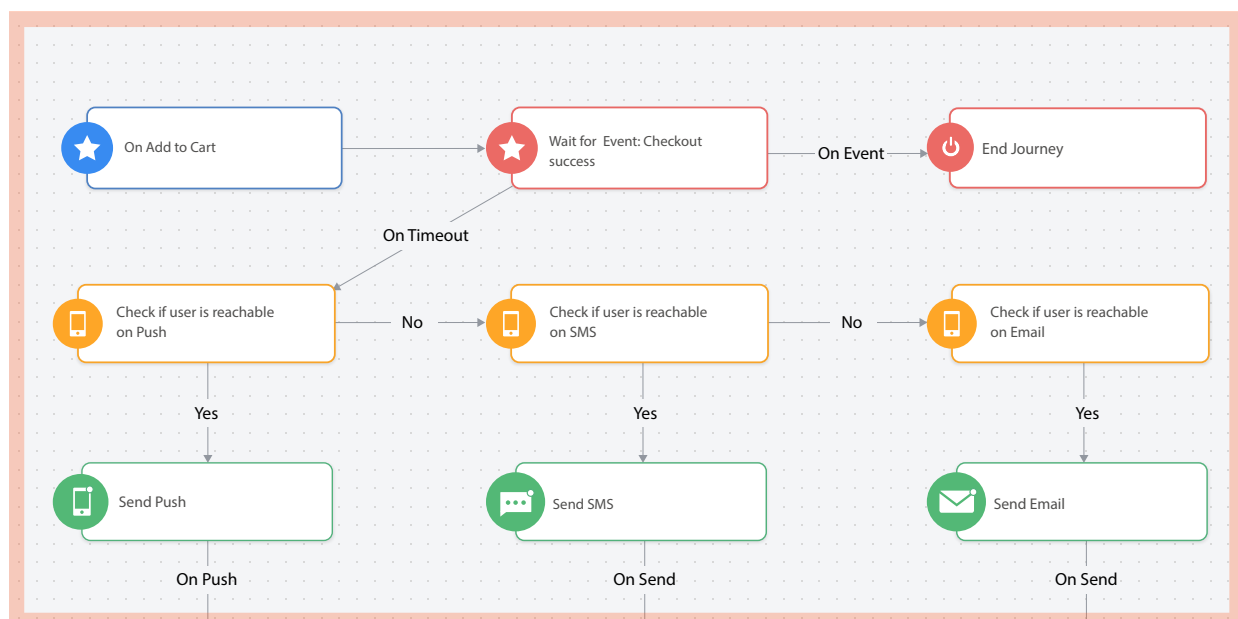 On Add to Cart
Wait for Event: Checkout
success
On Event
End Journey
On Timeout
Check if user is reachable
on Push
No
Check if user is reachable
on SMS
No
Check if user is reachable
on Email
Yes
Yes
Yes
Send Push
Send SMS
Send Email
On Push
On Send
On Send